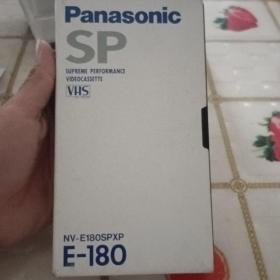 Panasonic
SP
SUPREME PERFORMANCE
VIDEOCASSETTE
VHS
NV-E180SPXP
E-180